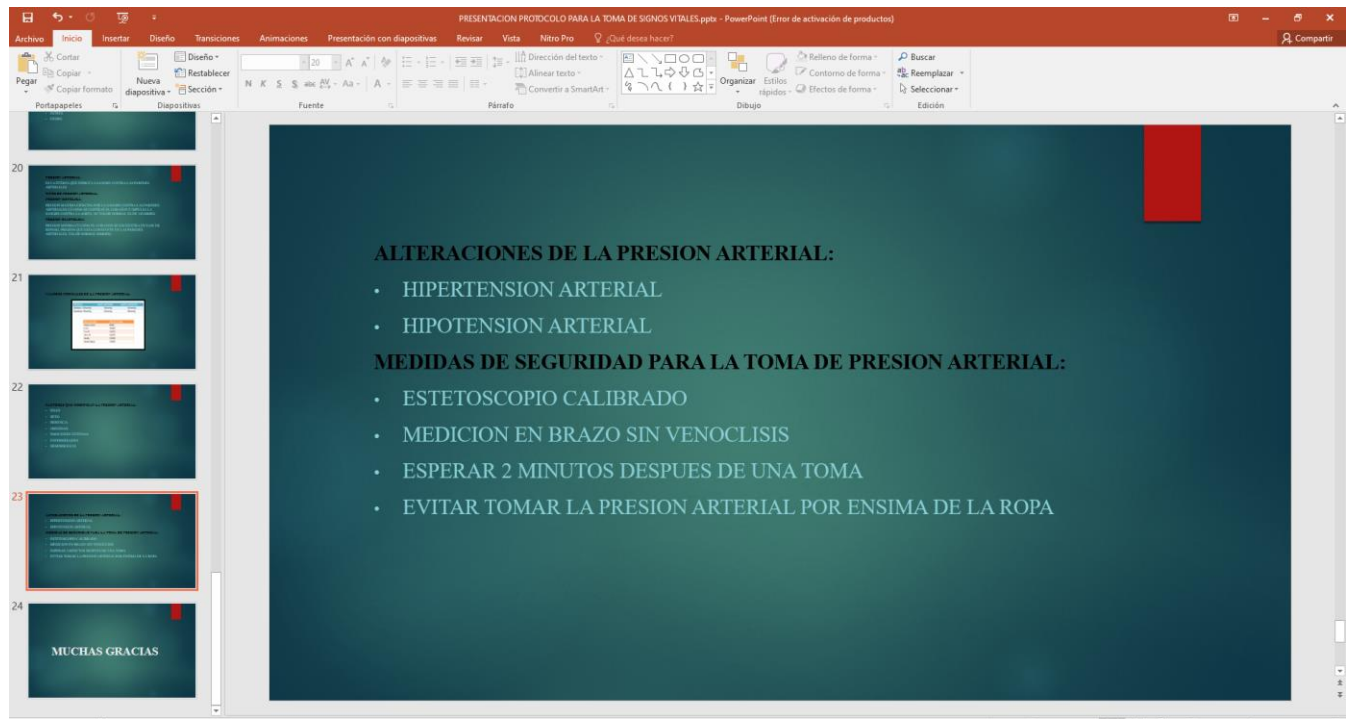 PRESENTACION PROTOCOLO PARA LA TOMA DE SIGNOS VITALES.pptx - PowerPoint (Error de activación de productos)
Archivo Inicio Insertar Diseño Transiciones Animaciones Presentación con diapositivas Revisar Vista Nitro Pro ¿Qué desea hacer? Compartir
Pegar
Cortar
Copiar
Copiar formato
Portapapeles
Nueva diapositiva
Diseño
Restablecer
Sección
Diapositivas
20
N K S S abc AV Aa A
Fuente
Dirección del texto
Alinear texto
Convertir a SmartArt
Párrafo
Organizar
Estilos rápidos
Relleno de forma
Contorno de forma
Efectos de forma
Dibujo
Buscar
Reemplazar
Seleccionar
Edición
20
21
22
23
24
MUCHAS GRACIAS
ALTERACIONES DE LA PRESION ARTERIAL:
• HIPERTENSION ARTERIAL
• HIPOTENSION ARTERIAL
MEDIDAS DE SEGURIDAD PARA LA TOMA DE PRESION ARTERIAL:
• ESTETOSCOPIO CALIBRADO
• MEDICION EN BRAZO SIN VENOCLISIS
• ESPERAR 2 MINUTOS DESPUES DE UNA TOMA
• EVITAR TOMAR LA PRESION ARTERIAL POR ENSIMA DE LA ROPA